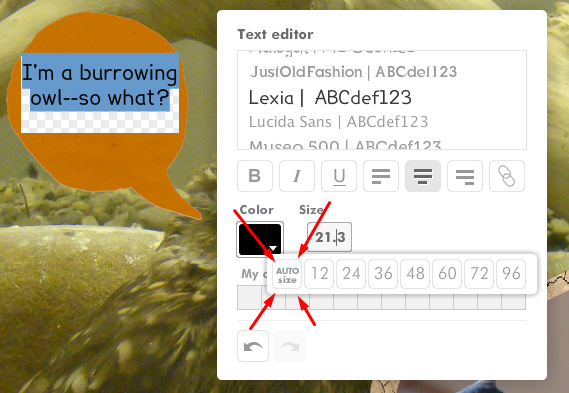 I'm a burrowing
owl--so what?
Text editor
JustOldFashion | ABCdef123
Lexia | ABCdef123
Lucida Sans | ABCdef123
Museo 500 | ABCdef123
B I U
Color Size
21.3
My
AUTO size 12 24 36 48 60 72 96